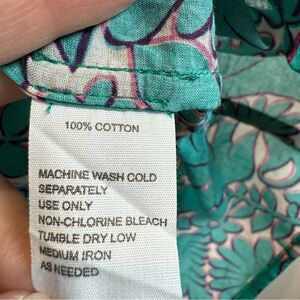 100% COTTON
MACHINE WASH COLD
SEPARATELY
USE ONLY
NON-CHLORINE BLEACH
TUMBLE DRY LOW
MEDIUM IRON
AS NEEDED